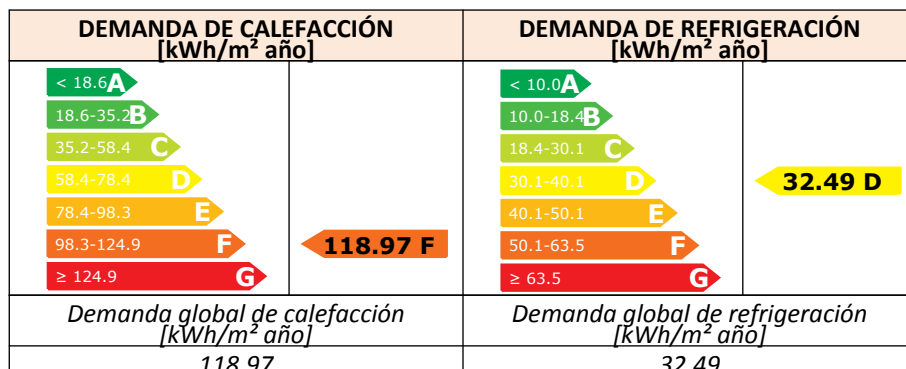 DEMANDA DE CALEFACCIÓN
[kWh/m² año]
DEMANDA DE REFRIGERACIÓN
[kWh/m² año]
< 18.6 A
18.6-35.2 B
35.2-58.4 C
58.4-78.4 D
78.4-98.3 E
98.3-124.9 F
≥ 124.9 G
118.97 F
< 10.0 A
10.0-18.4 B
18.4-30.1 C
30.1-40.1 D
40.1-50.1 E
50.1-63.5 F
≥ 63.5 G
32.49 D
Demanda global de calefacción
[kWh/m² año]
Demanda global de refrigeración
[kWh/m² año]
118.97
32.49